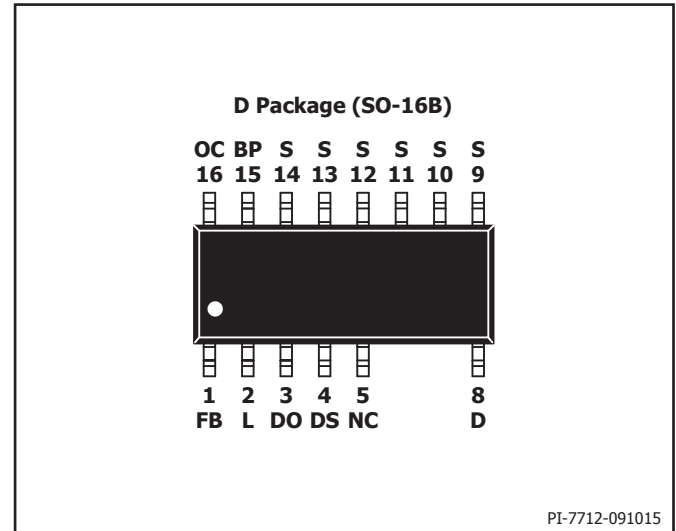 D Package (SO-16B)
OC BP S S S S S S
16 15 14 13 12 11 10 9
1 2 3 4 5 8
FB L DO DS NC D
PI-7712-091015